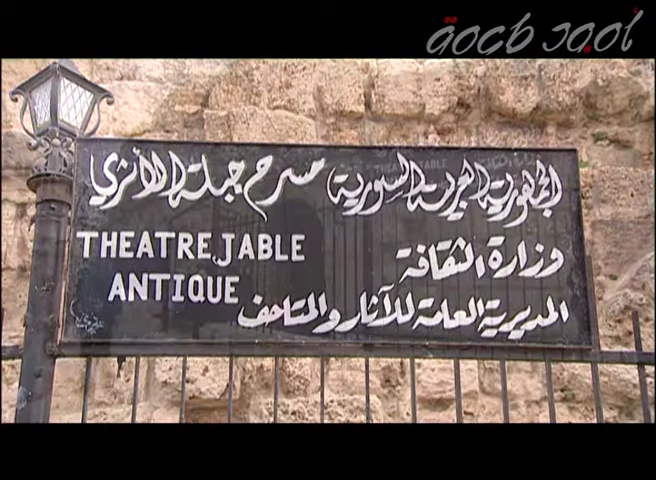 الجمهورية العربية السورية
وزارة الثقافة
المديرية العامة للآثار والمتاحف
مسرح جبلة الأثري
THEATRE JABLE
ANTIQUE